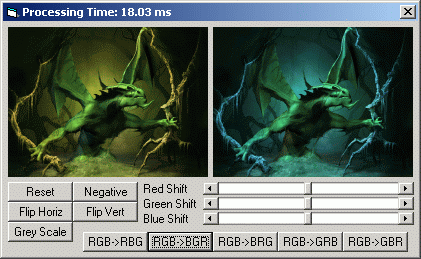 Processing Time: 18.03 ms
Reset Negative Red Shift
Flip Horiz Flip Vert Green Shift
Grey Scale Blue Shift
RGB->RBG RGB->BGR RGB->BRG RGB->GRB RGB->GBR